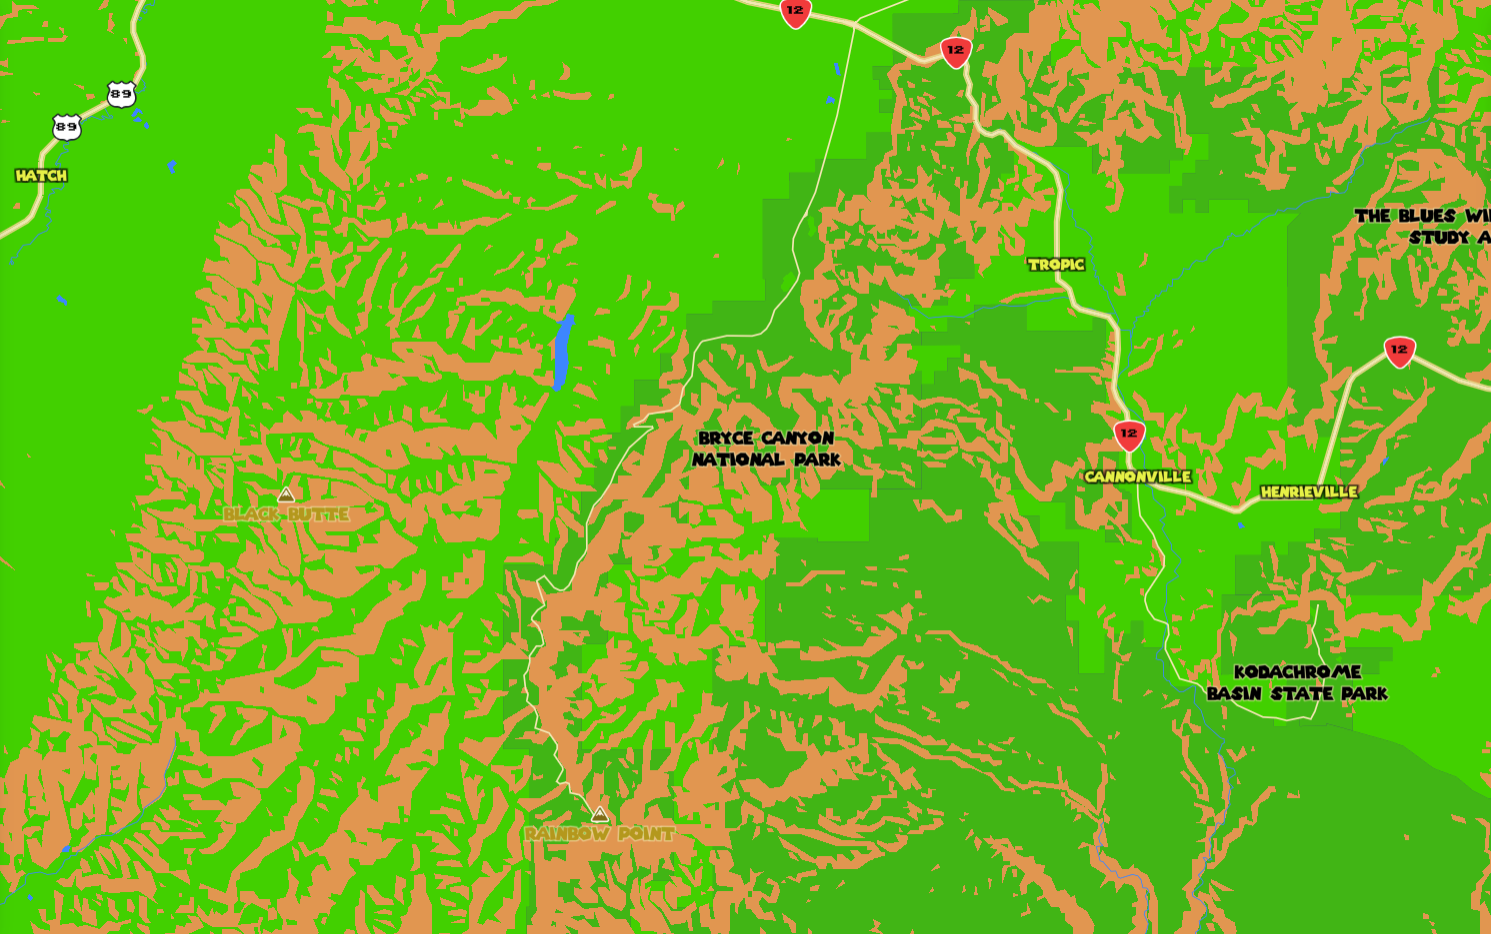 12
12
89
89
HATCH
THE BLUES WI
STUDY A
TROPIC
12
12
BRYCE CANYON
NATIONAL PARK
CANNONVILLE
HENRIEVILLE
BLACK BUTTE
KODACHROME
BASIN STATE PARK
RAINBOW POINT